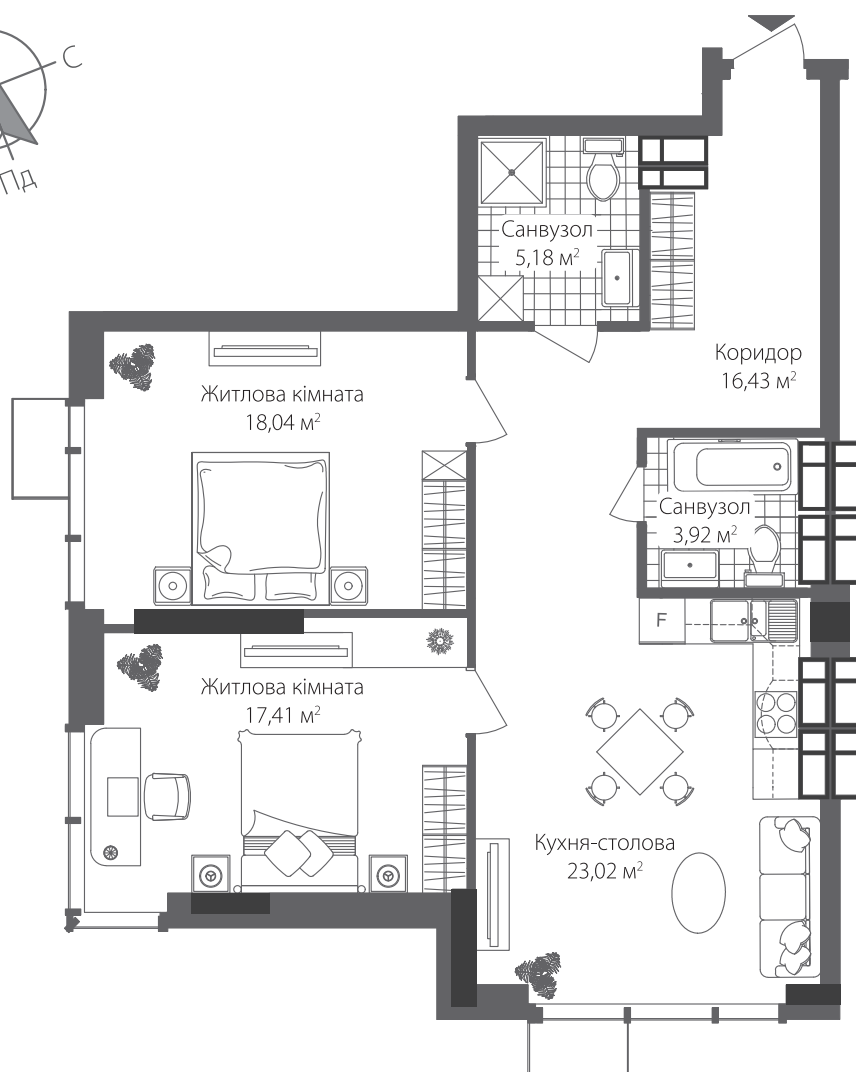 С
Пд
Санвузол
5,18 м²
Коридор
16,43 м²
Житлова кімната
18,04 м²
Санвузол
3,92 м²
F
Житлова кімната
17,41 м²
Кухня-столова
23,02 м²